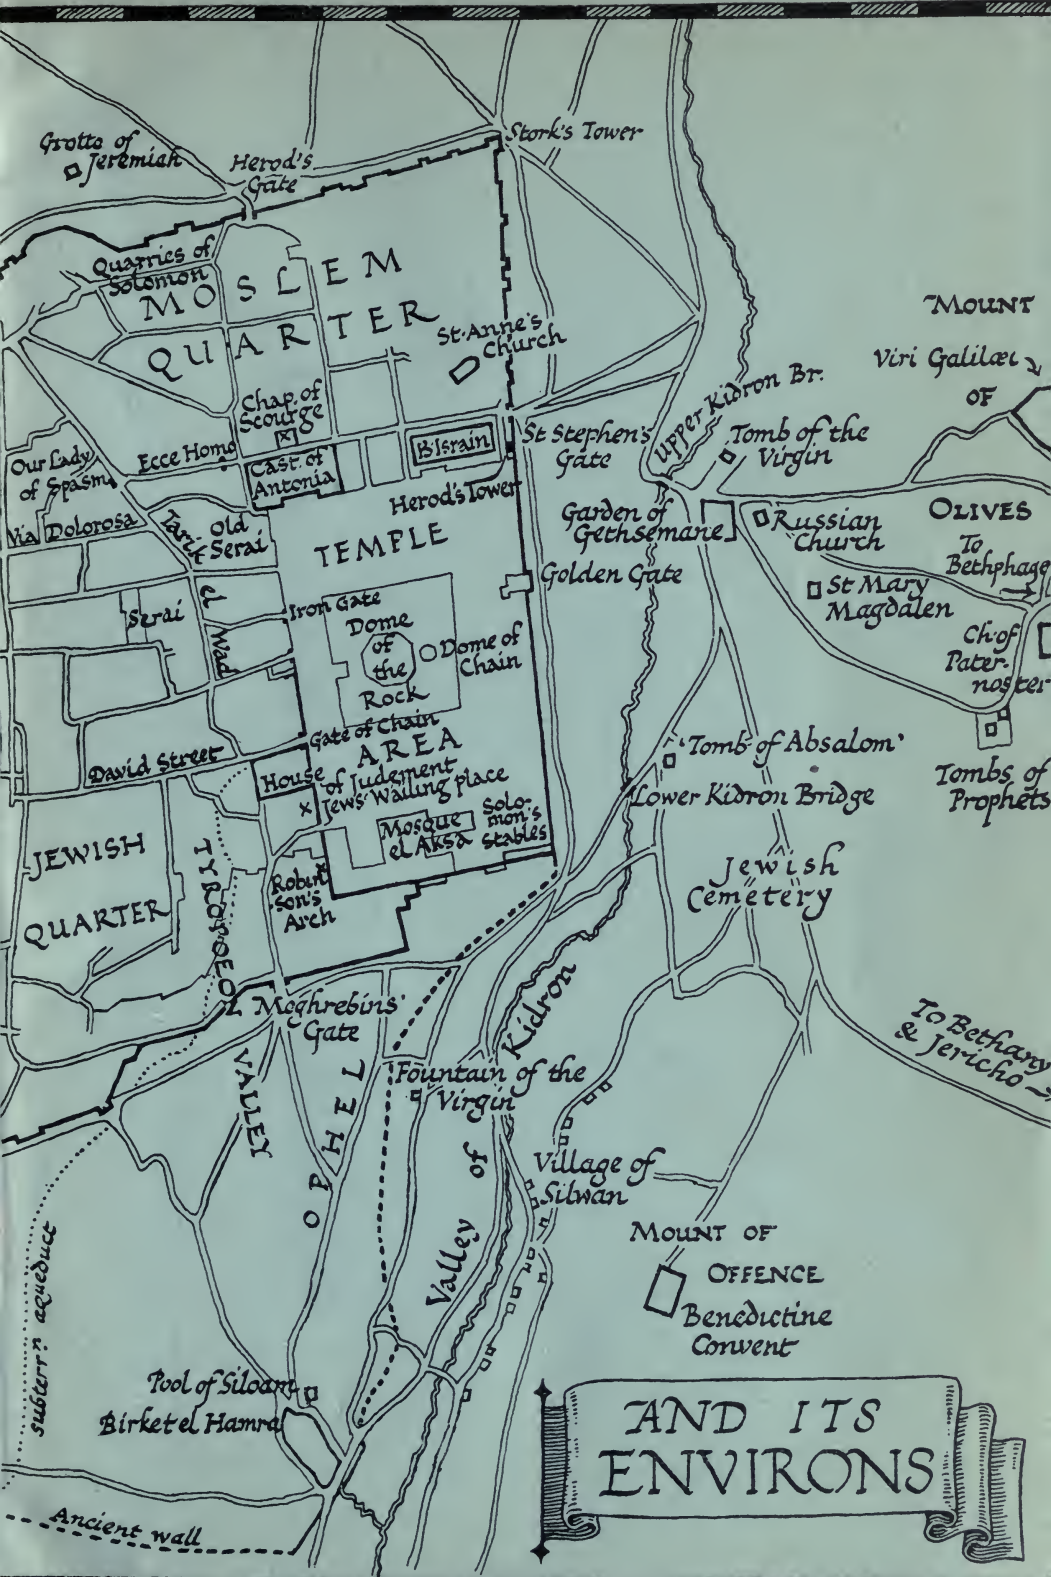 Grotto of
Jeremiah
Herod's
Gate
Stork's Tower
Quarries of
Solomon
MOSLEM
QUARTER
St. Anne's
Church
MOUNT
Viri Galilæi
OF
OLIVES
Upper Kidron Br.
Chap. of
Scourge
Ecce Homo
Our Lady
of Spasm
Cast. of
Antonia
B. Israin
St Stephen's
Gate
Tomb of the
Virgin
Herod's Tower
Via Dolorosa
Tarik
el
Wad
Old
Serai
TEMPLE
Garden of
Gethsemane
Russian
Church
To
Bethphage
Golden Gate
St Mary
Magdalen
Serai
Iron Gate
Dome
of
the
Rock
Dome of
Chain
Ch. of
Pater-
noster
Gate of Chain
AREA
David Street
House
of Judgment
Jews' Wailing place
'Tomb of Absalom'
Tombs of
Prophets
Lower Kidron Bridge
Mosque
el Aksa
Solo-
mon's
Stables
JEWISH
QUARTER
TYROPOEON
VALLEY
Robin-
son's
Arch
Jewish
Cemetery
Moghrebins'
Gate
Valley of Kidron
To Bethany
& Jericho
OPHEL
Fountain of the
Virgin
Village of
Silwan
subterrn aqueduct
MOUNT OF
OFFENCE
Benedictine
Convent
Pool of Siloam
Birket el Hamra
Ancient wall
AND ITS
ENVIRONS